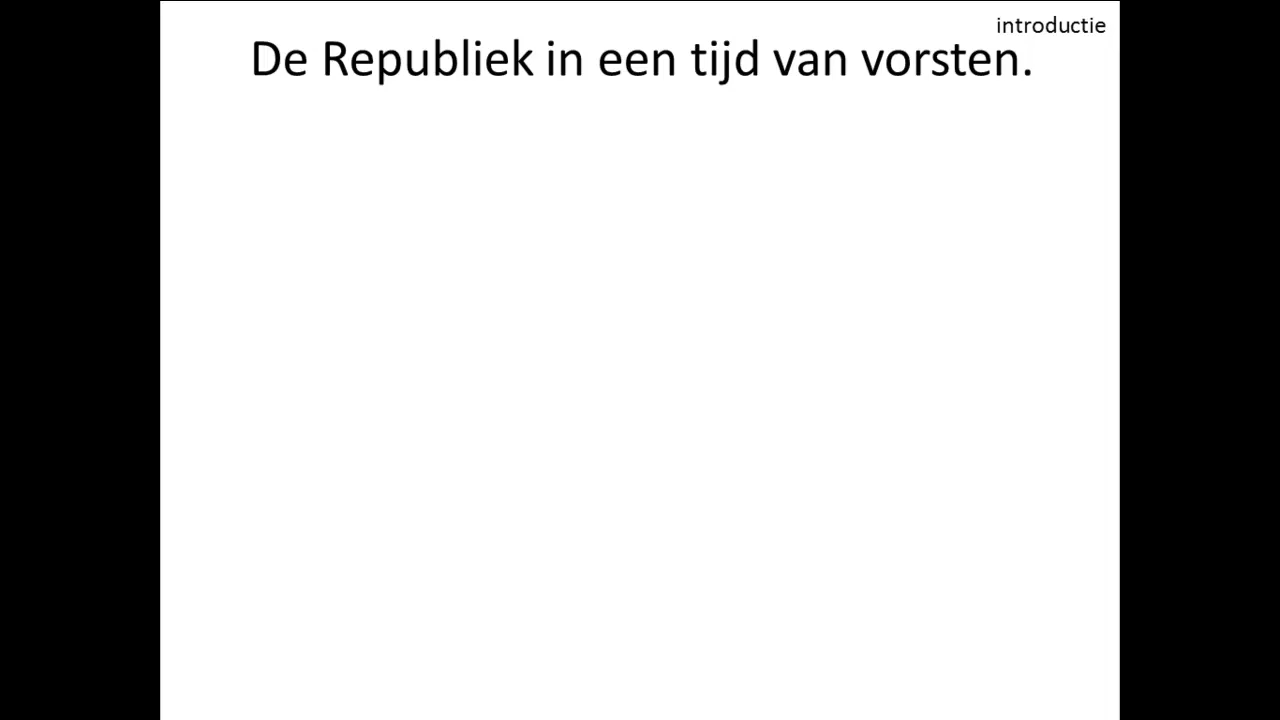 introductie
De Republiek in een tijd van vorsten.